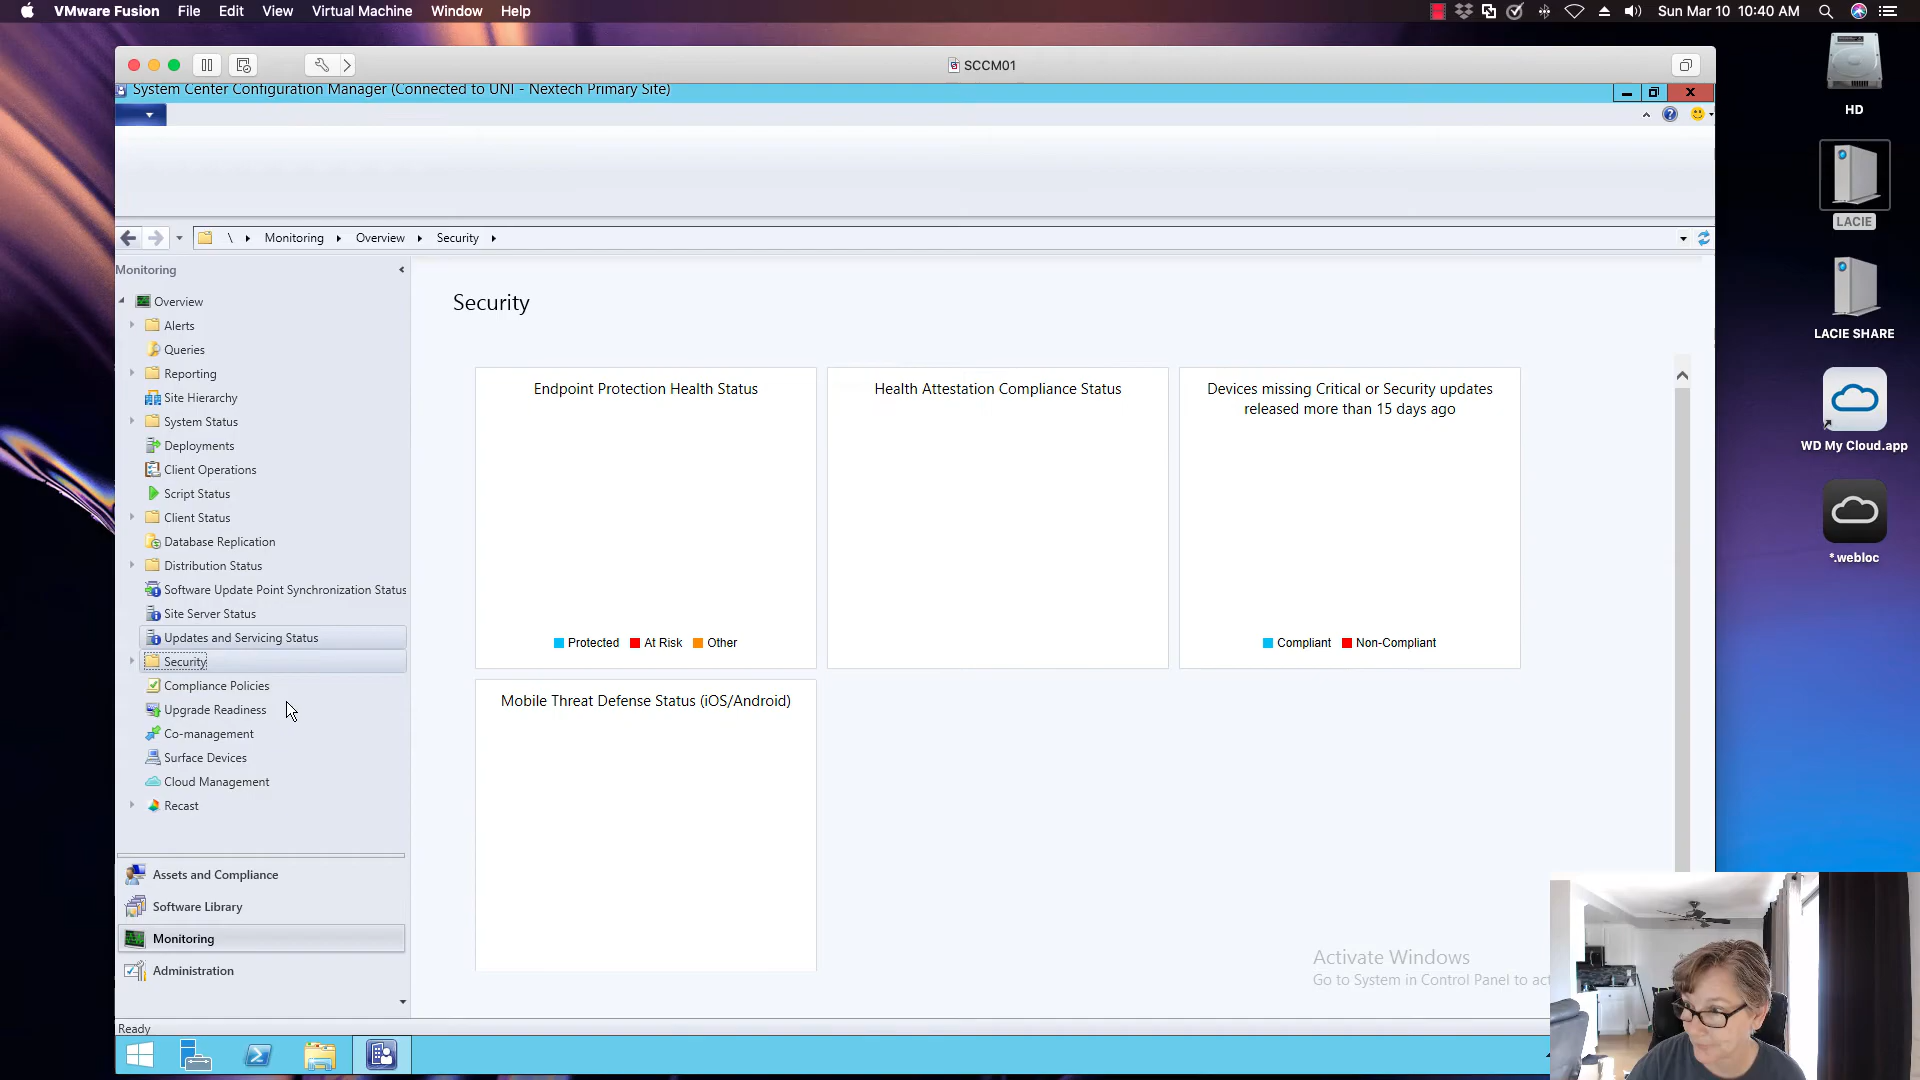 VMware Fusion File Edit View Virtual Machine Window Help Sun Mar 10 10:40 AM
SCCM01
System Center Configuration Manager (Connected to UNI - Nextech Primary Site)
\ Monitoring Overview Security
Monitoring
Overview
Alerts
Queries
Reporting
Site Hierarchy
System Status
Deployments
Client Operations
Script Status
Client Status
Database Replication
Distribution Status
Software Update Point Synchronization Status
Site Server Status
Updates and Servicing Status
Security
Compliance Policies
Upgrade Readiness
Co-management
Surface Devices
Cloud Management
Recast
Assets and Compliance
Software Library
Monitoring
Administration
Ready
Security
Endpoint Protection Health Status
Protected At Risk Other
Health Attestation Compliance Status
Devices missing Critical or Security updates
released more than 15 days ago
Compliant Non-Compliant
Mobile Threat Defense Status (iOS/Android)
Activate Windows
Go to System in Control Panel to act
HD
LACIE
LACIE SHARE
WD My Cloud.app
*.webloc